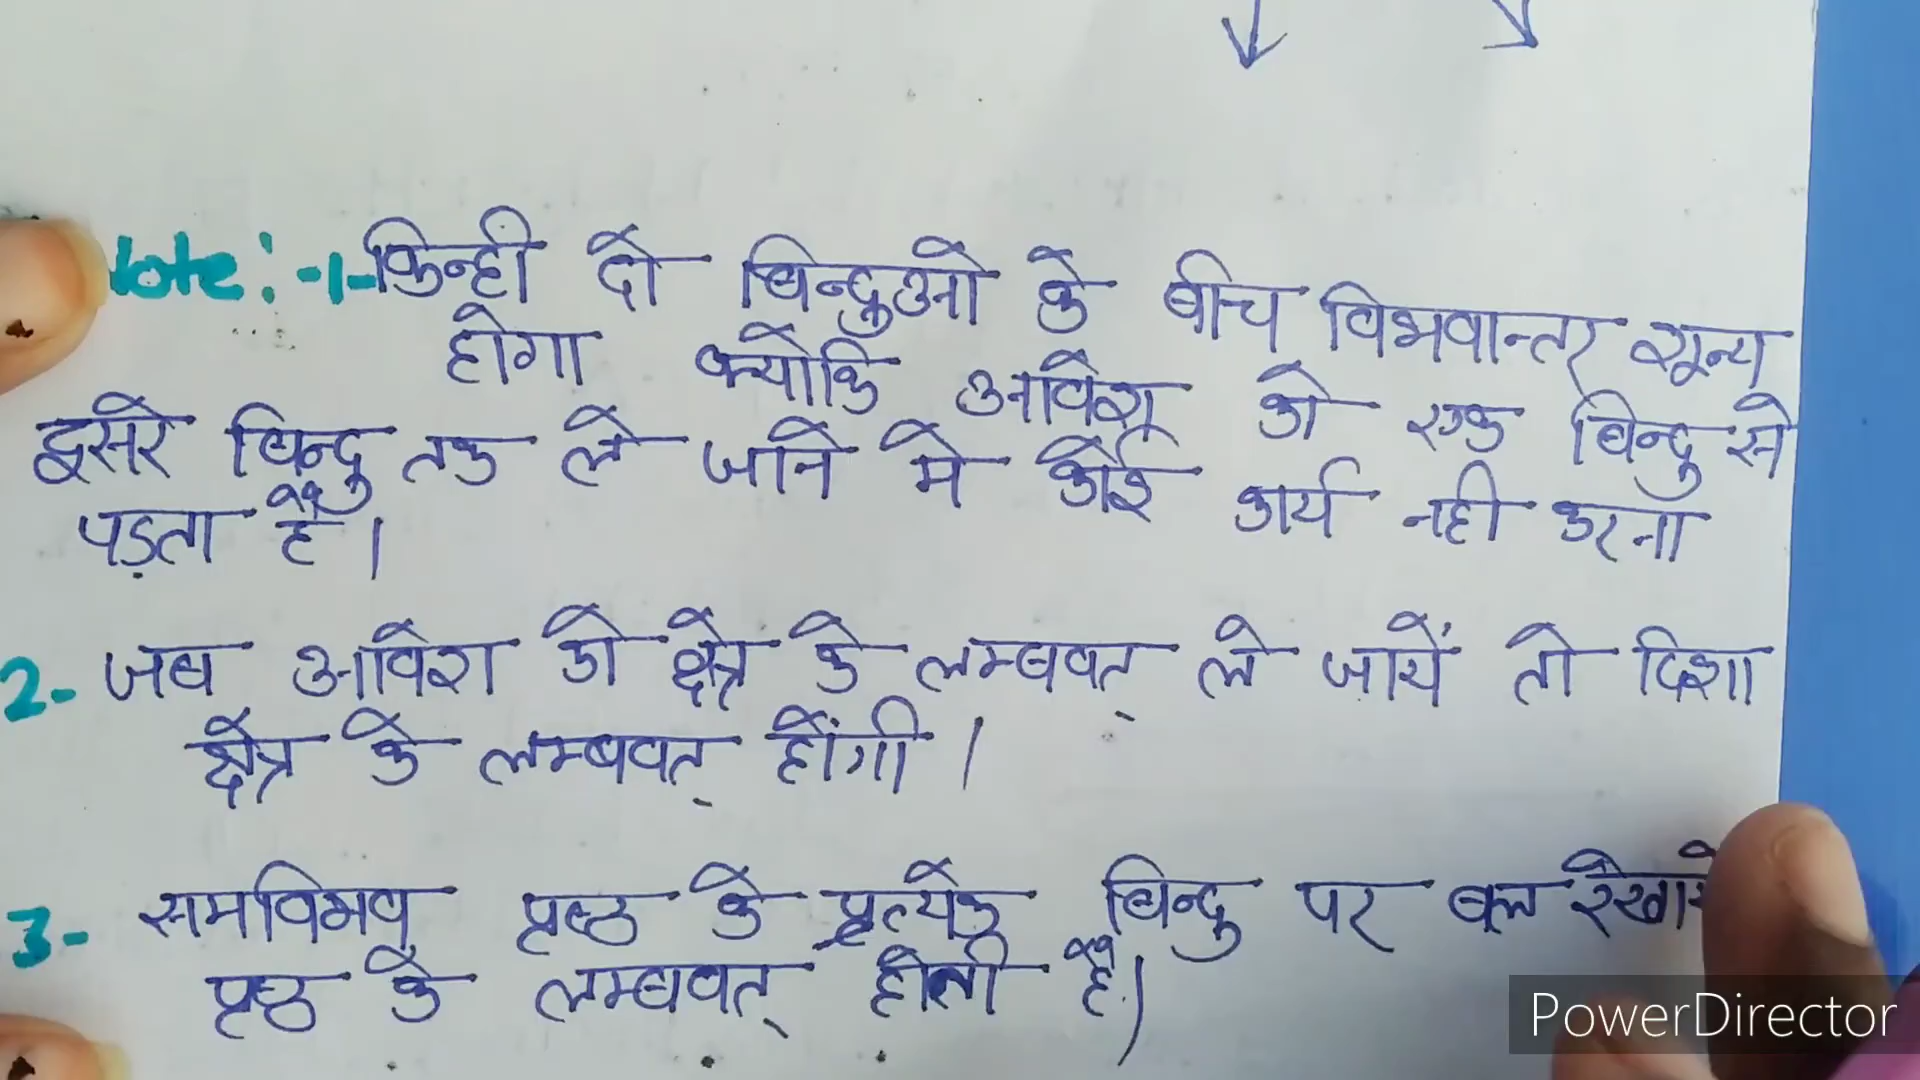 Note:-1-किन्ही दो बिन्दुओ के बीच विभवान्तर शून्य
होगा क्योकि आवेश को एक बिन्दु से
दुसरे बिन्दु तक ले जाने मे कोई कार्य नही करना
पड़ता है।
2- जब आवेश को क्षेत्र के लम्बवत् ले जायें तो दिशा
क्षेत्र के लम्बवत् होंगी।
3- समविभव पृष्ठ के प्रत्येक बिन्दु पर बल रेखाये
पृष्ठ के लम्बवत् होती है।
PowerDirector